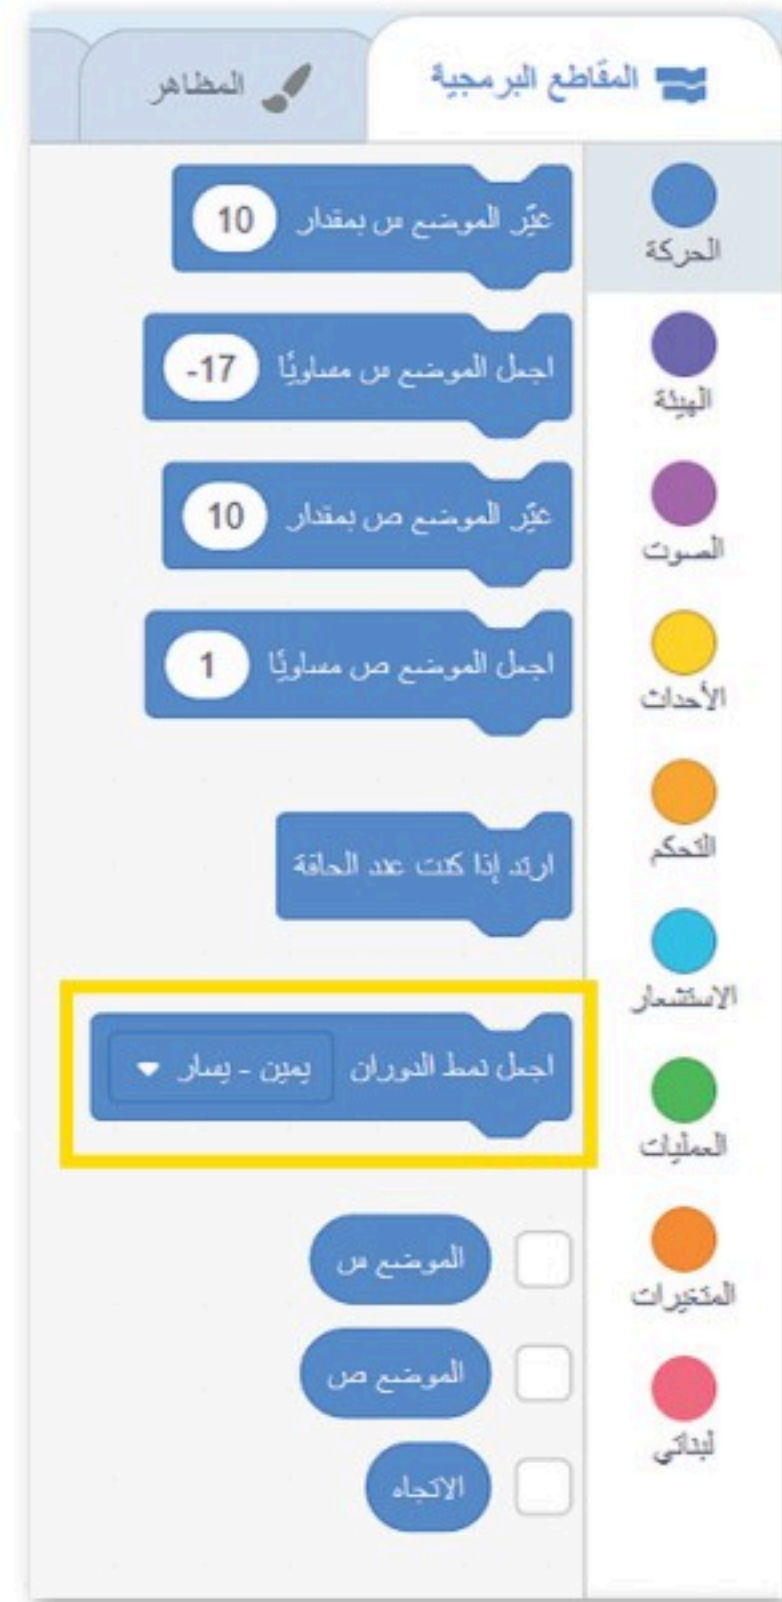 المقاطع البرمجية
المظاهر
الحركة
الهيئة
الصوت
الأحداث
التحكم
الاستشعار
العمليات
المتغيرات
لبناتي
غيّر الموضع س بمقدار 10
اجعل الموضع س مساويًا -17
غيّر الموضع ص بمقدار 10
اجعل الموضع ص مساويًا 1
ارتد إذا كنت عند الحافة
اجعل نمط الدوران يمين - يسار
الموضع س
الموضع ص
الاتجاه